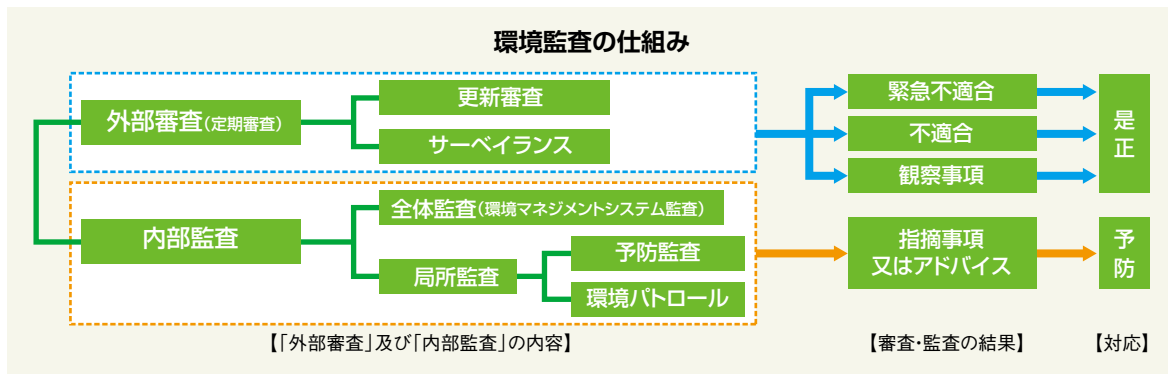 環境監査の仕組み
外部審査(定期審査)
更新審査
サーベイランス
緊急不適合
不適合
観察事項
是正
内部監査
全体監査(環境マネジメントシステム監査)
局所監査
予防監査
環境パトロール
指摘事項
又はアドバイス
予防
【「外部審査」及び「内部監査」の内容】
【審査・監査の結果】
【対応】